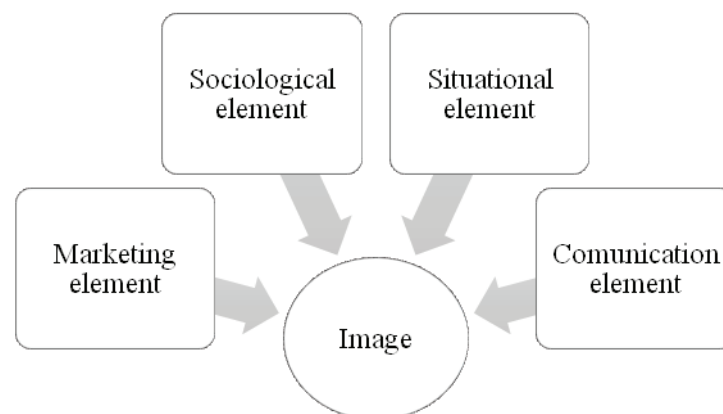 Sociological
element
Situational
element
Marketing
element
Comunication
element
Image